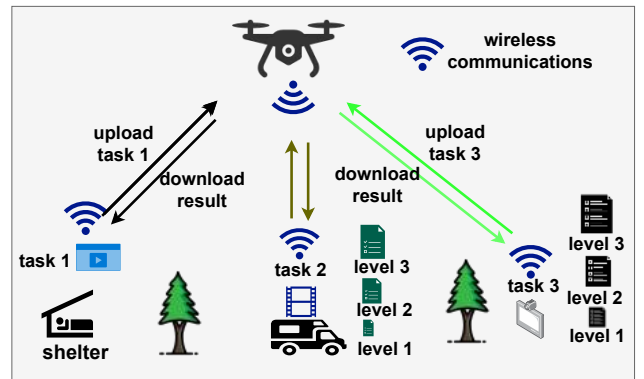 wireless
communications
upload
task 1
download
result
upload
task 3
download
result
task 1
task 2
level 3
level 2
level 1
task 3
level 3
level 2
level 1
shelter